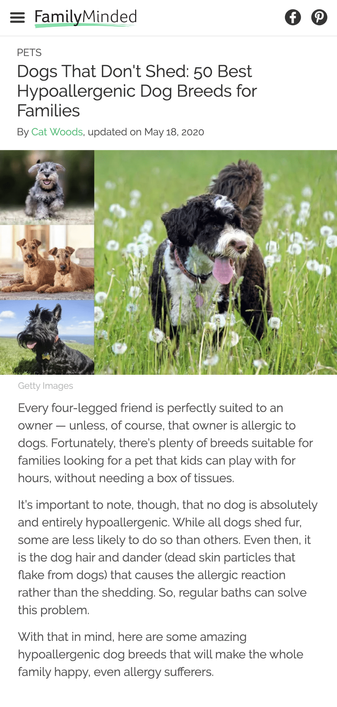 FamilyMinded
PETS
Dogs That Don't Shed: 50 Best
Hypoallergenic Dog Breeds for
Families
By Cat Woods, updated on May 18, 2020
Getty Images
Every four-legged friend is perfectly suited to an
owner — unless, of course, that owner is allergic to
dogs. Fortunately, there's plenty of breeds suitable for
families looking for a pet that kids can play with for
hours, without needing a box of tissues.
It's important to note, though, that no dog is absolutely
and entirely hypoallergenic. While all dogs shed fur,
some are less likely to do so than others. Even then, it
is the dog hair and dander (dead skin particles that
flake from dogs) that causes the allergic reaction
rather than the shedding. So, regular baths can solve
this problem.
With that in mind, here are some amazing
hypoallergenic dog breeds that will make the whole
family happy, even allergy sufferers.